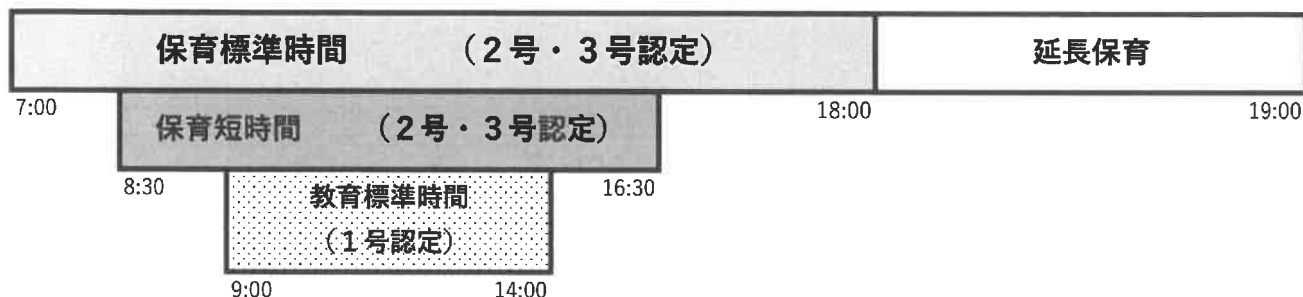 保育標準時間　（２号・３号認定）　延長保育
7:00　18:00　19:00
保育短時間　（２号・３号認定）
8:30　16:30
教育標準時間
（１号認定）
9:00　14:00